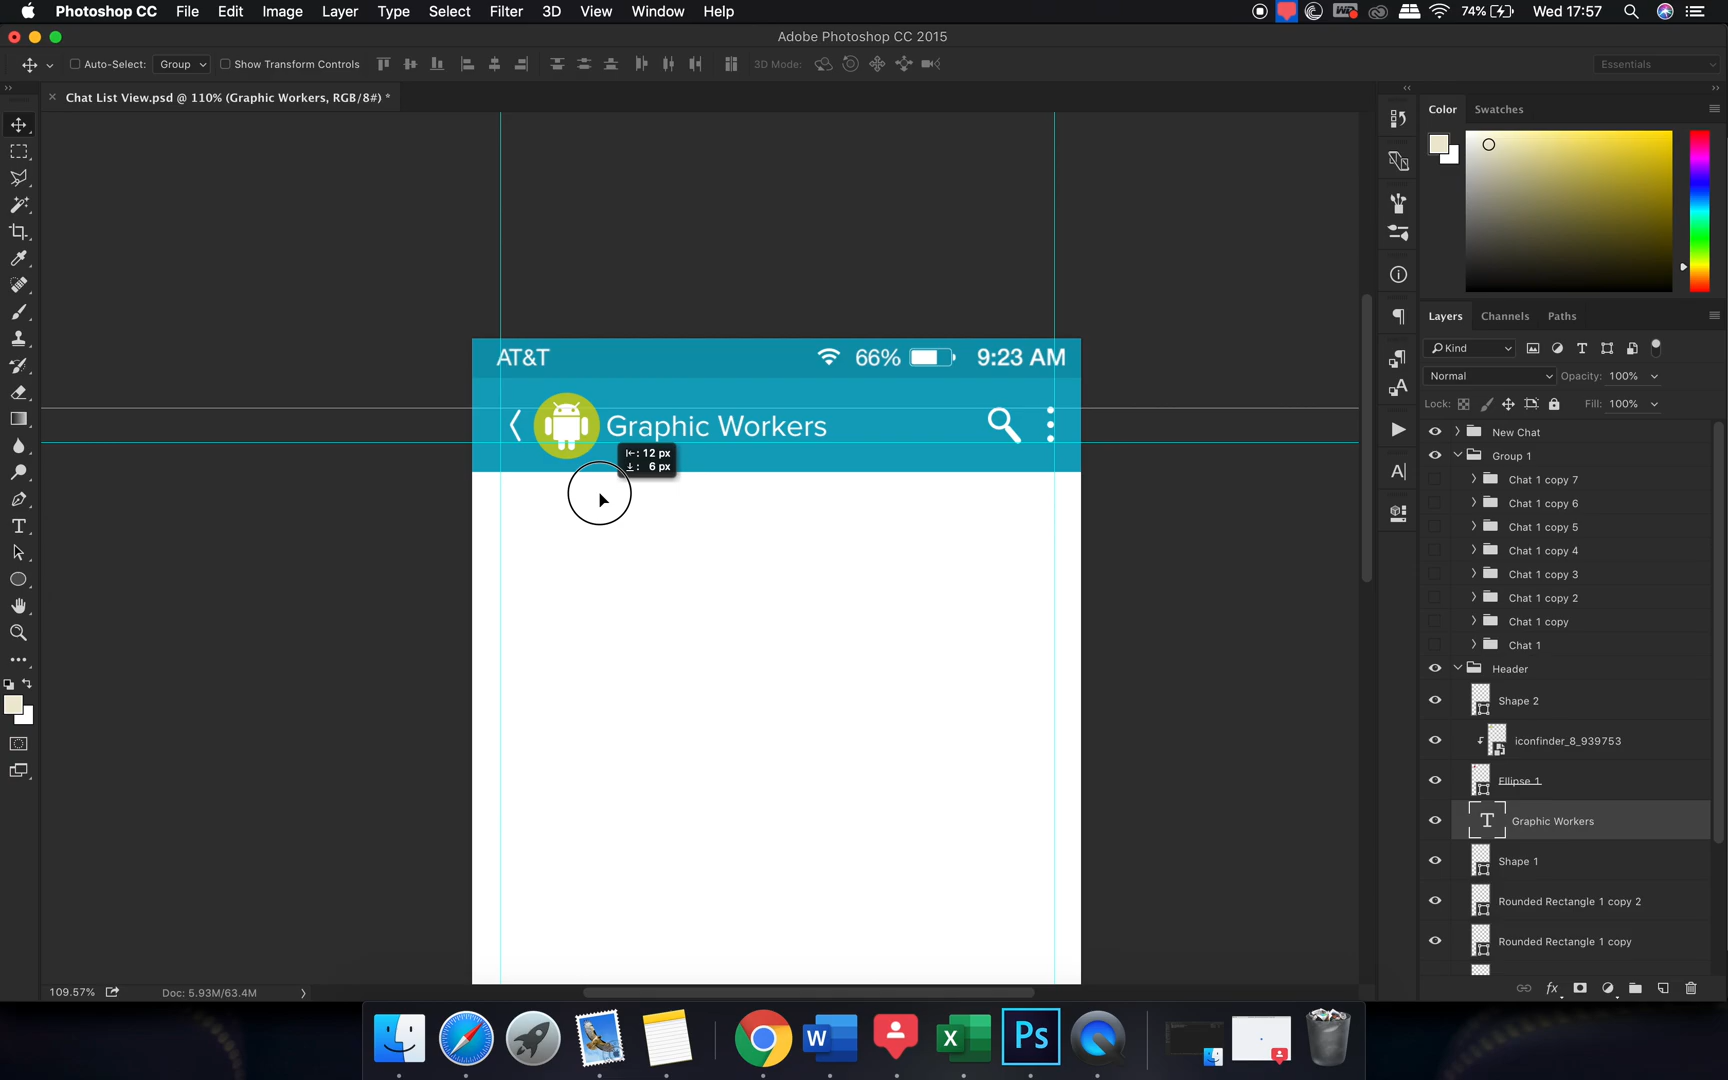 Photoshop CC File Edit Image Layer Type Select Filter 3D View Window Help 74% Wed 17:57
Adobe Photoshop CC 2015
Auto-Select: Group Show Transform Controls 3D Mode: Essentials
Chat List View.psd @ 110% (Graphic Workers, RGB/8#) *
Color Swatches
Layers Channels Paths
Kind
Normal Opacity: 100%
Lock: Fill: 100%
New Chat
Group 1
Chat 1 copy 7
Chat 1 copy 6
Chat 1 copy 5
Chat 1 copy 4
Chat 1 copy 3
Chat 1 copy 2
Chat 1 copy
Chat 1
Header
Shape 2
iconfinder_8_939753
Ellipse 1
Graphic Workers
Shape 1
Rounded Rectangle 1 copy 2
Rounded Rectangle 1 copy
AT&T 66% 9:23 AM
Graphic Workers
12 px
6 px
109.57% Doc: 5.93M/63.4M
W X Ps